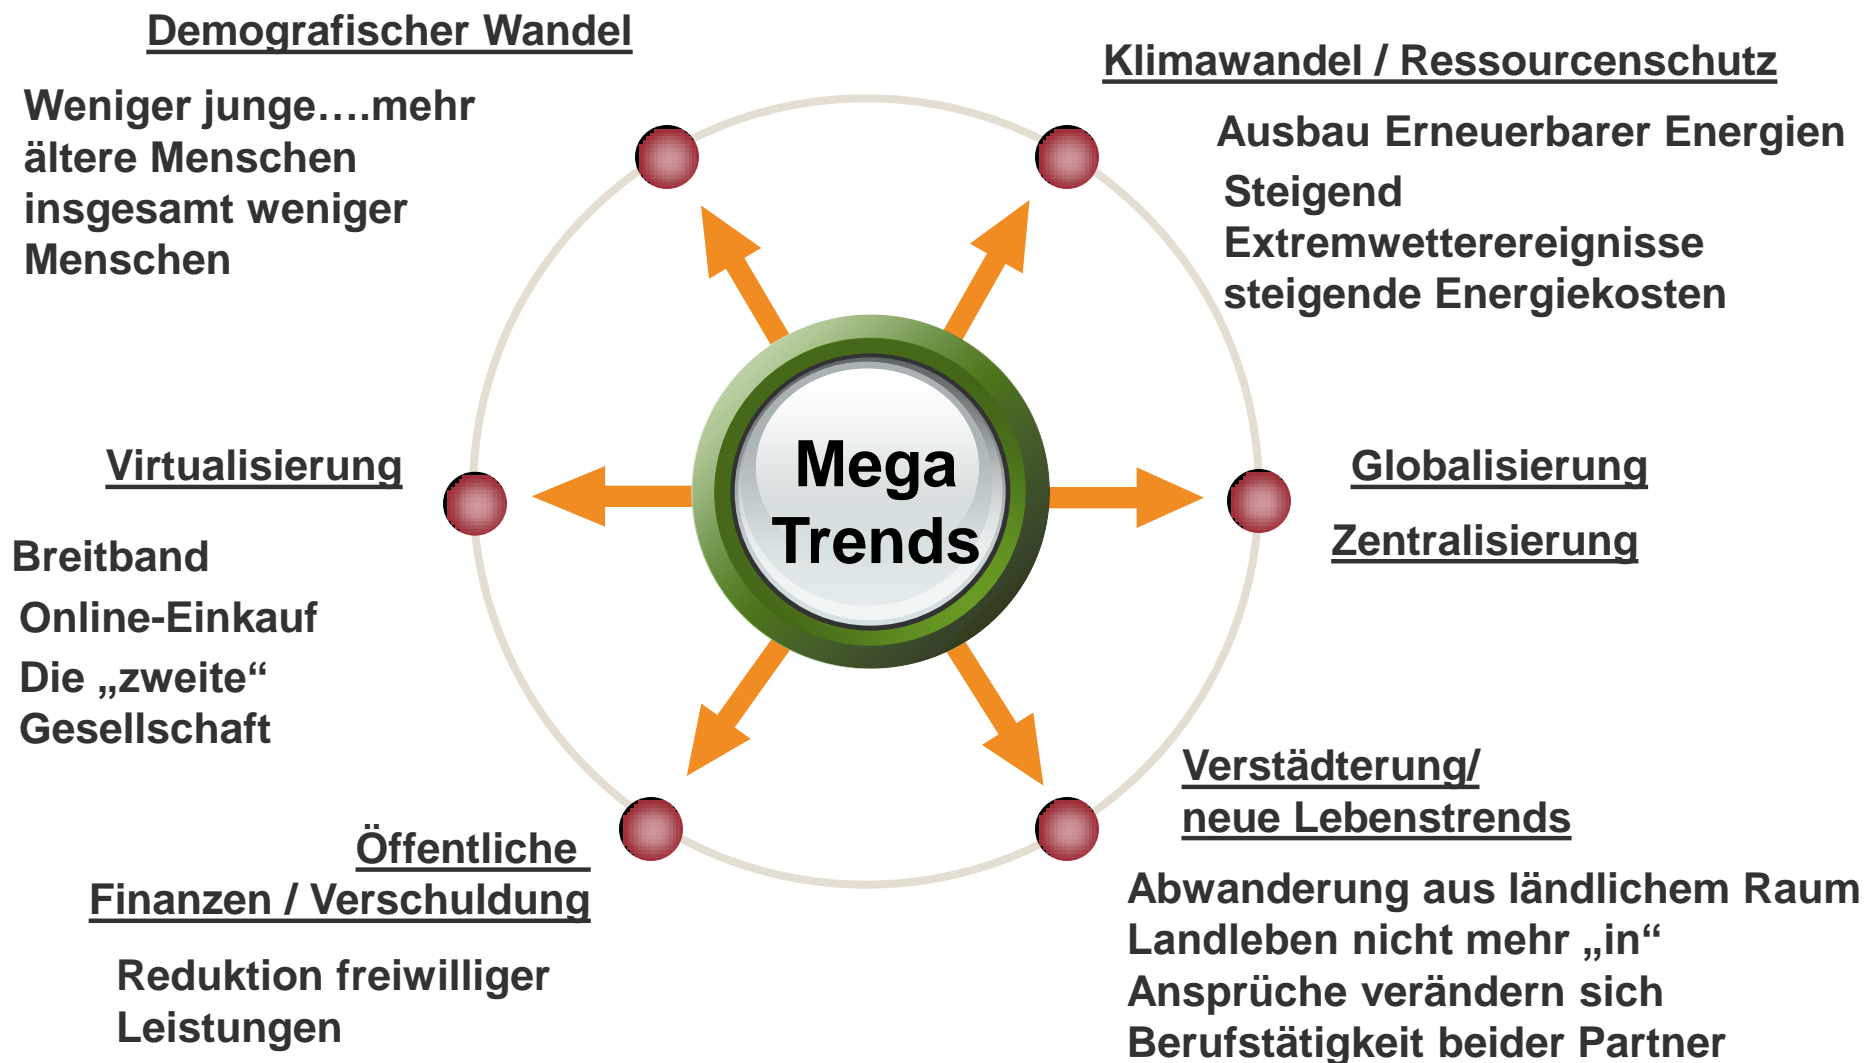 Demografischer Wandel
Weniger junge….mehr
ältere Menschen
insgesamt weniger
Menschen
Klimawandel / Ressourcenschutz
Ausbau Erneuerbarer Energien
Steigend
Extremwetterereignisse
steigende Energiekosten
Mega
Trends
Virtualisierung
Breitband
Online-Einkauf
Die „zweite“
Gesellschaft
Globalisierung
Zentralisierung
Öffentliche
Finanzen / Verschuldung
Reduktion freiwilliger
Leistungen
Verstädterung/
neue Lebenstrends
Abwanderung aus ländlichem Raum
Landleben nicht mehr „in“
Ansprüche verändern sich
Berufstätigkeit beider Partner